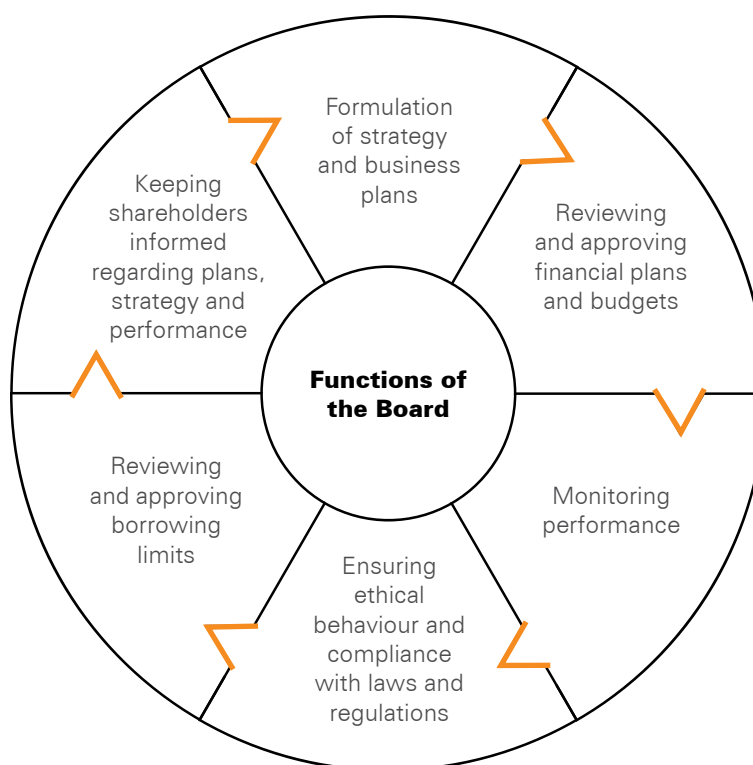 Formulation
of strategy
and business
plans
Reviewing
and approving
financial plans
and budgets
Monitoring
performance
Ensuring
ethical
behaviour and
compliance
with laws and
regulations
Reviewing
and approving
borrowing
limits
Keeping
shareholders
informed
regarding plans,
strategy and
performance
Functions of
the Board